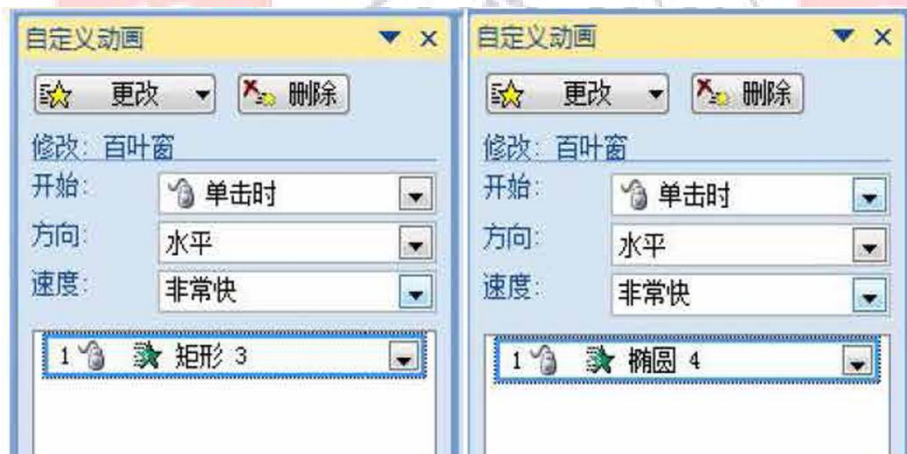 自定义动画
更改 删除
修改: 百叶窗
开始: 单击时
方向: 水平
速度: 非常快
1 矩形 3
自定义动画
更改 删除
修改: 百叶窗
开始: 单击时
方向: 水平
速度: 非常快
1 椭圆 4